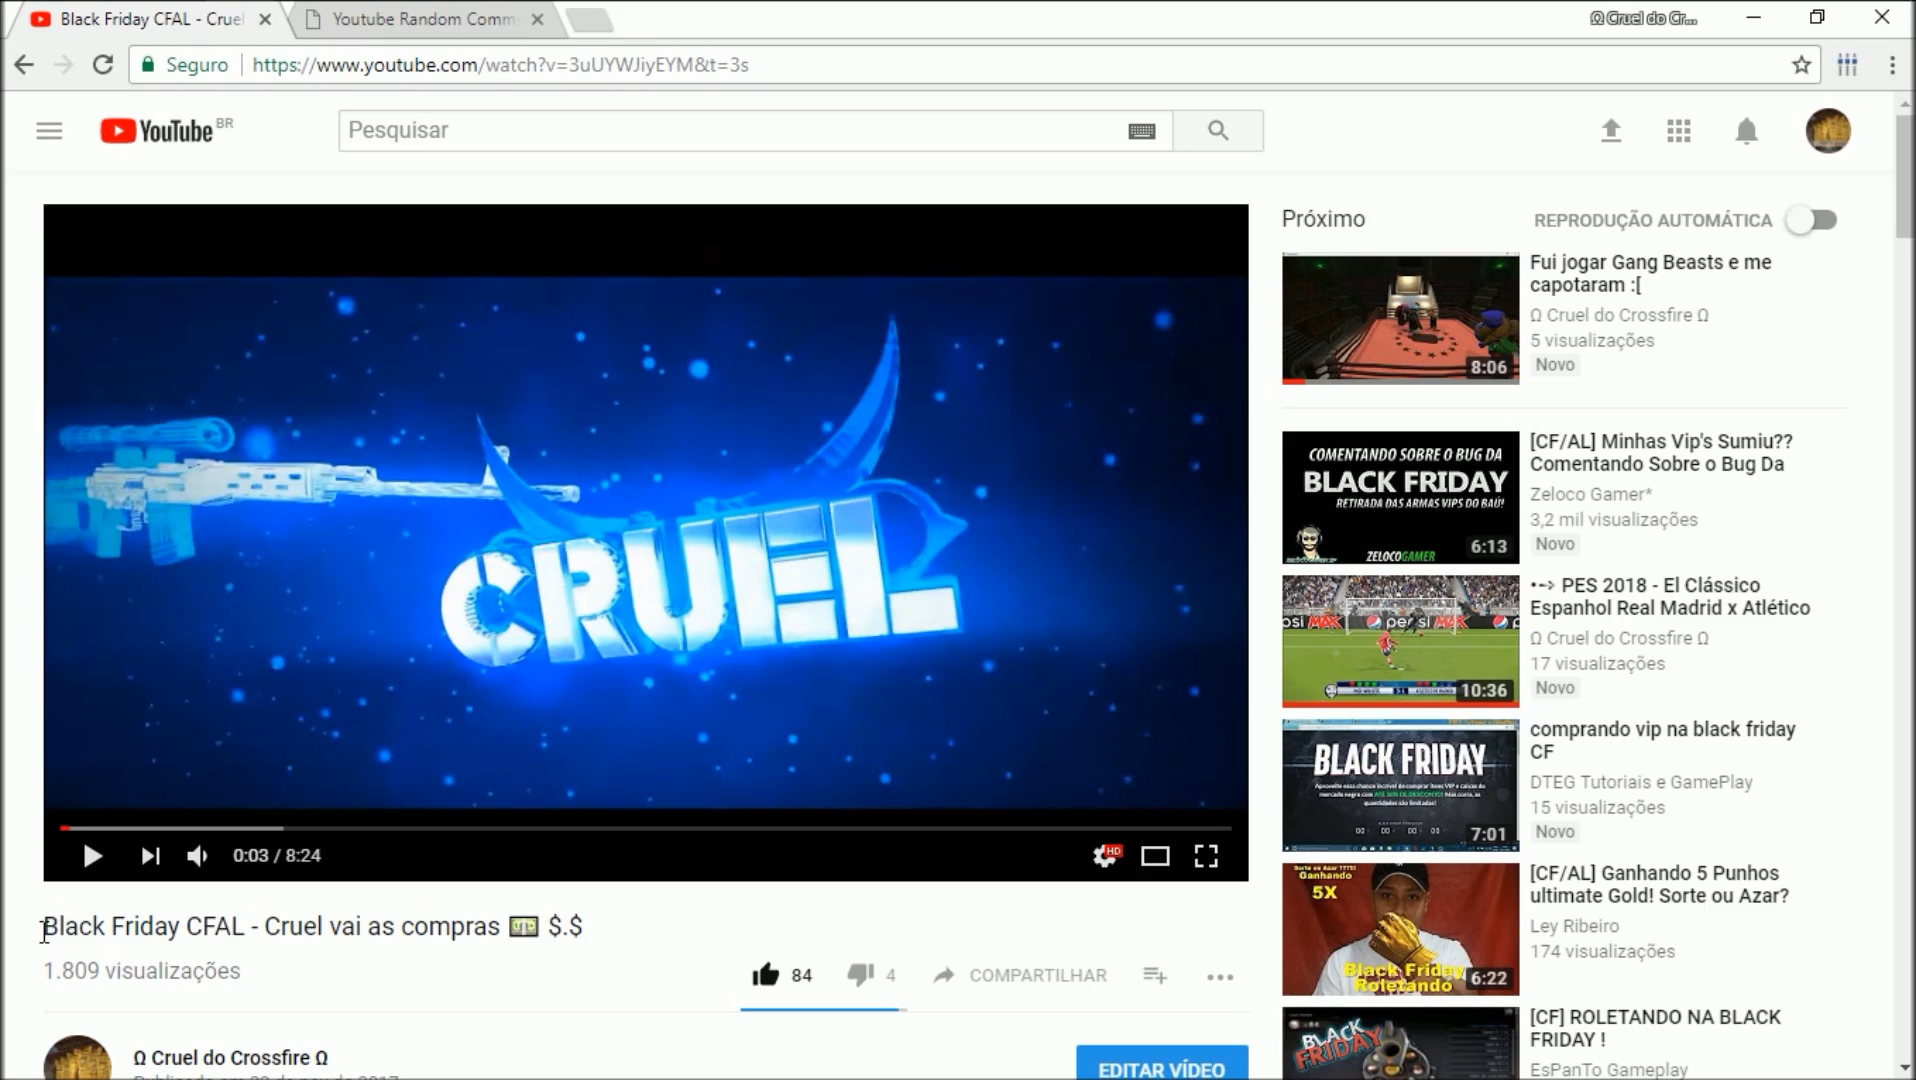 Black Friday CFAL - Cruel
Youtube Random Comm
Ω Cruel do Cr...
Seguro
https://www.youtube.com/watch?v=3uUYWJiyEYM&t=3s
YouTube BR
Pesquisar
CRUEL
0:03 / 8:24
HD
Black Friday CFAL - Cruel vai as compras 💵 $.$
1.809 visualizações
84
4
COMPARTILHAR
Ω Cruel do Crossfire Ω
EDITAR VÍDEO
Próximo
REPRODUÇÃO AUTOMÁTICA
8:06
Fui jogar Gang Beasts e me
capotaram :[
Ω Cruel do Crossfire Ω
5 visualizações
Novo
COMENTANDO SOBRE O BUG DA
BLACK FRIDAY
RETIRADA DAS ARMAS VIPS DO BAÚ!
ZELOCOGAMER
6:13
[CF/AL] Minhas Vip's Sumiu??
Comentando Sobre o Bug Da
Zeloco Gamer*
3,2 mil visualizações
Novo
pepsi MAX
10:36
•--> PES 2018 - El Clássico
Espanhol Real Madrid x Atlético
Ω Cruel do Crossfire Ω
17 visualizações
Novo
BLACK FRIDAY
7:01
comprando vip na black friday
CF
DTEG Tutoriais e GamePlay
15 visualizações
Novo
Sorte ou Azar ????!
Ganhando
5X
Black Friday
Roletando
6:22
[CF/AL] Ganhando 5 Punhos
ultimate Gold! Sorte ou Azar?
Ley Ribeiro
174 visualizações
BLACK
FRIDAY
[CF] ROLETANDO NA BLACK
FRIDAY !
EsPanTo Gameplay